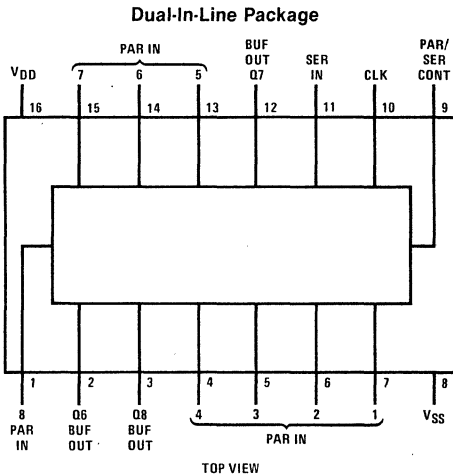 Dual-In-Line Package
PAR IN
VDD 7 6 5 BUF OUT Q7 SER IN CLK PAR/ SER CONT
16 15 14 13 12 11 10 9
1 2 3 4 5 6 7 8
8 PAR IN Q6 BUF OUT Q8 BUF OUT 4 3 2 1 VSS
PAR IN
TOP VIEW